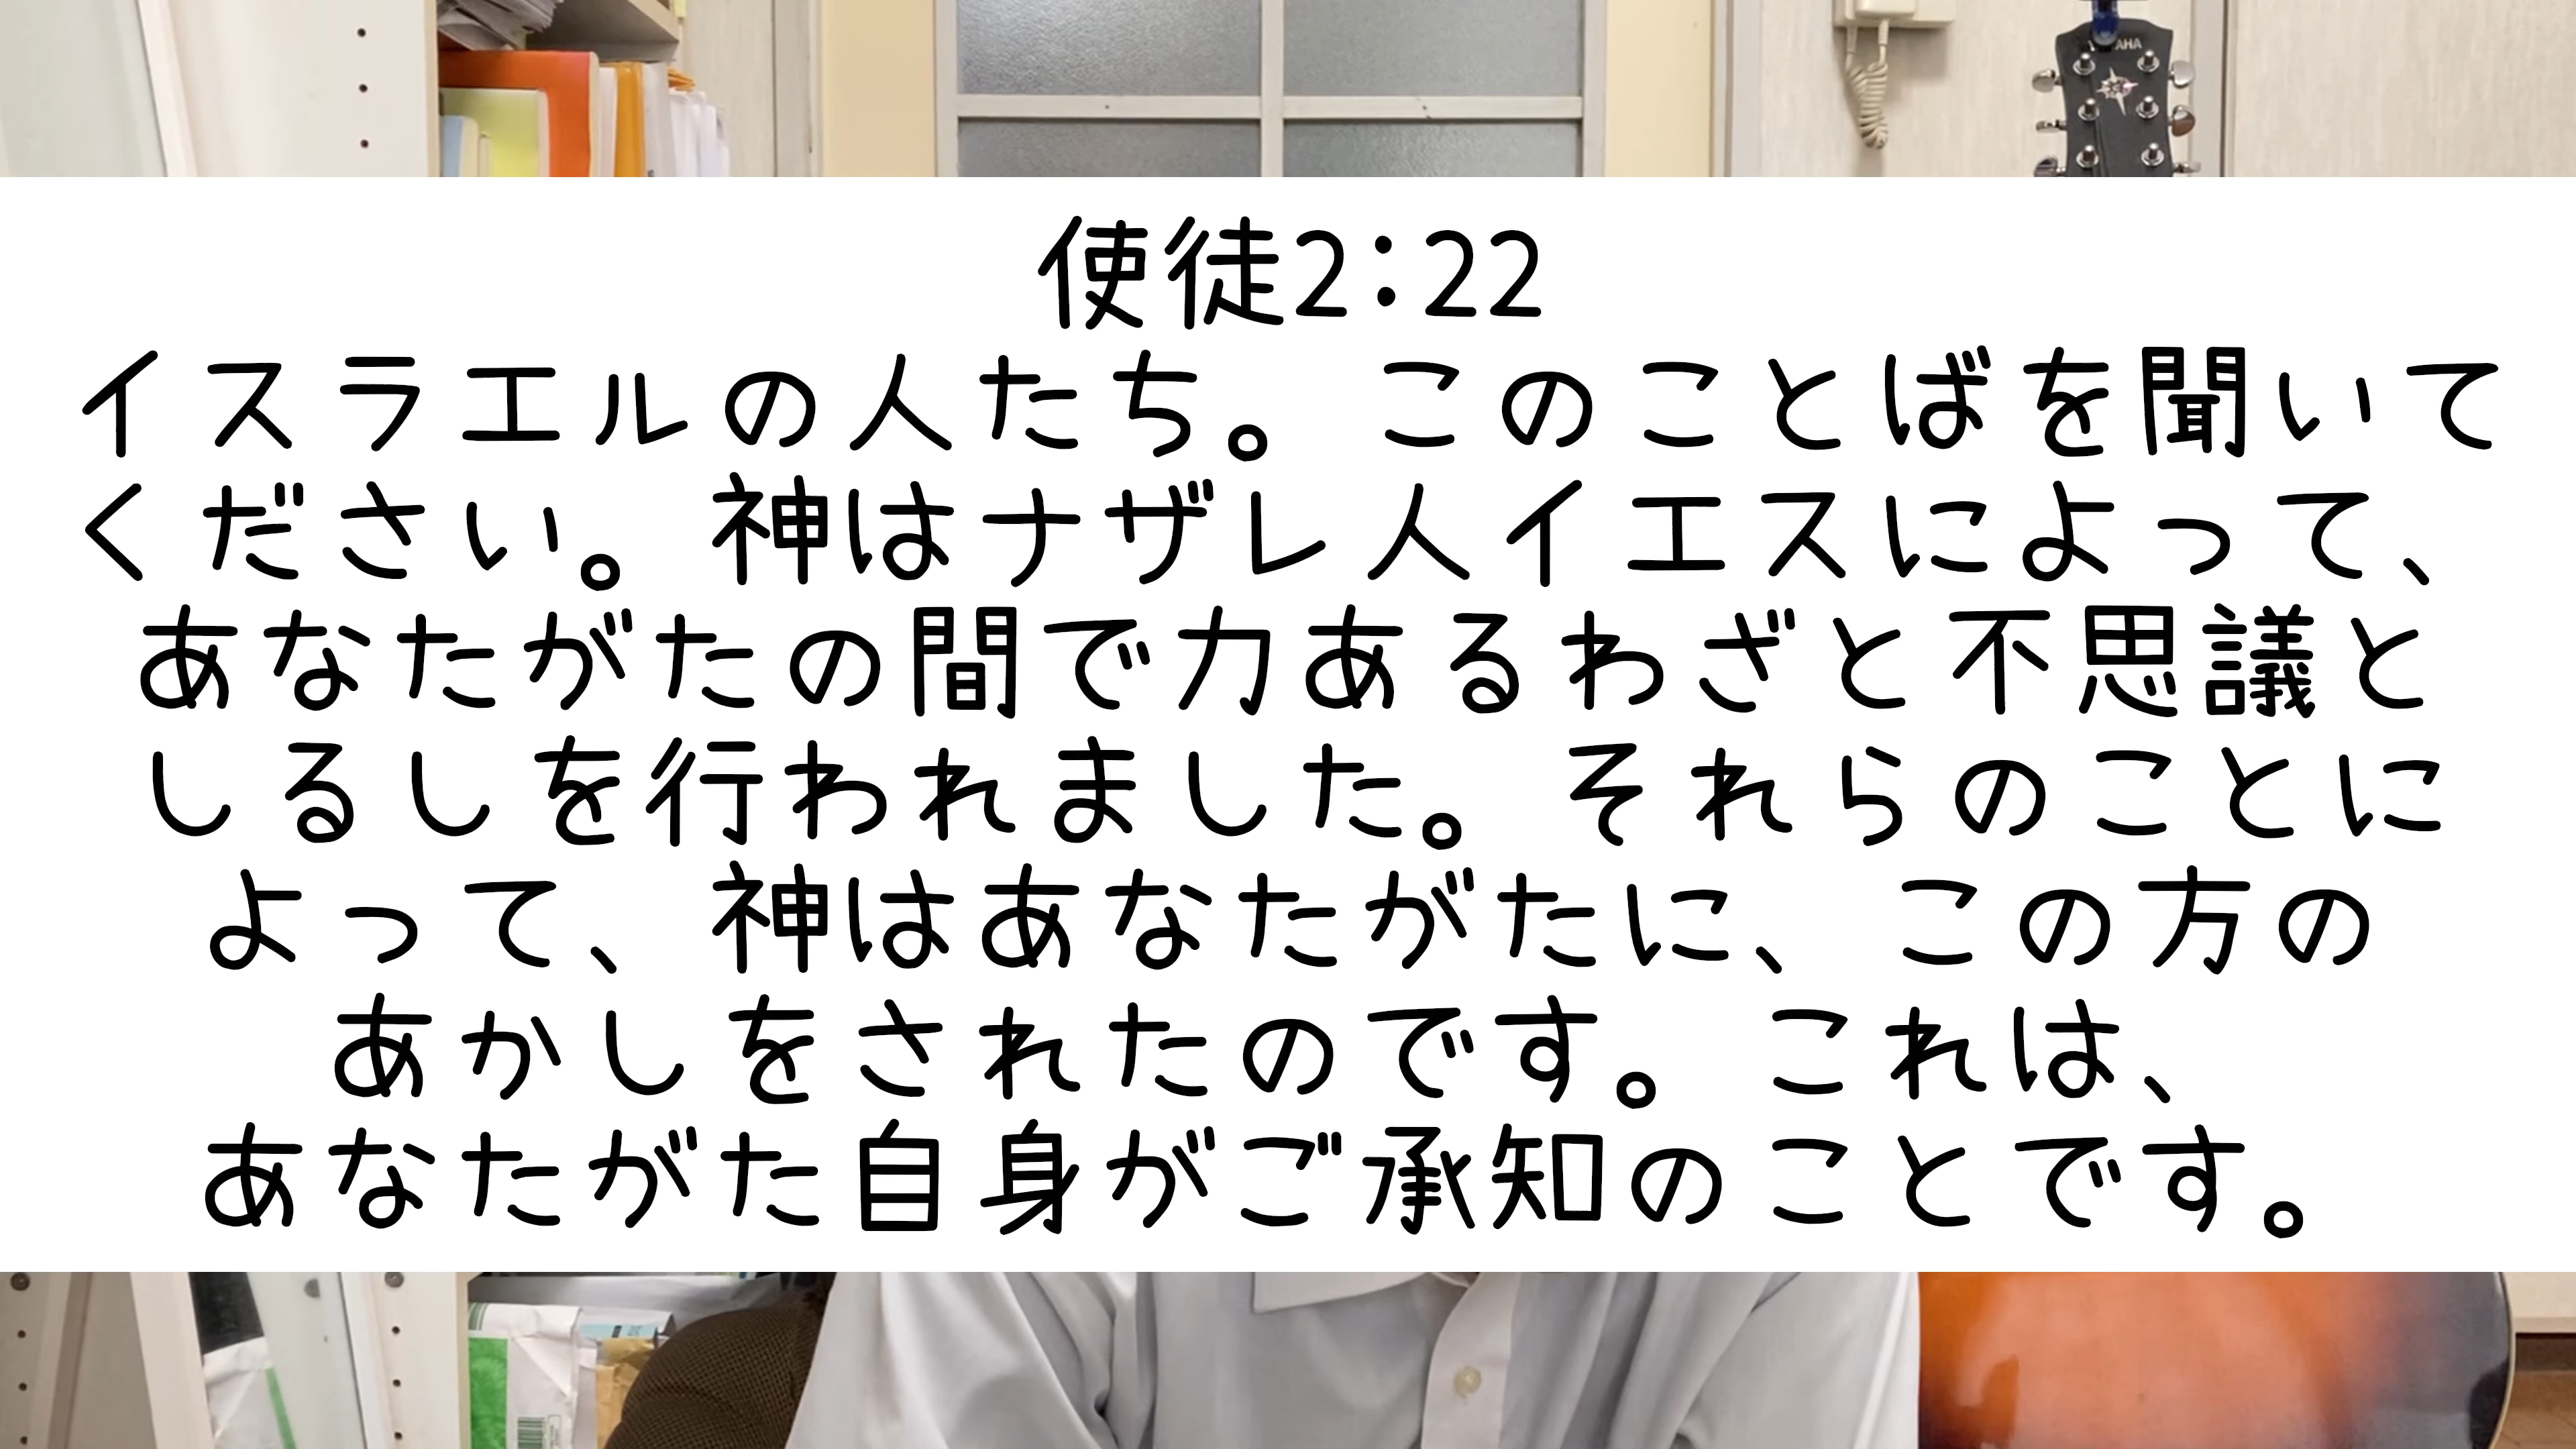 使徒2:22
イスラエルの人たち。このことばを聞いて
ください。神はナザレ人イエスによって、
あなたがたの間で力あるわざと不思議と
しるしを行われました。それらのことに
よって、神はあなたがたに、この方の
あかしをされたのです。これは、
あなたがた自身がご承知のことです。